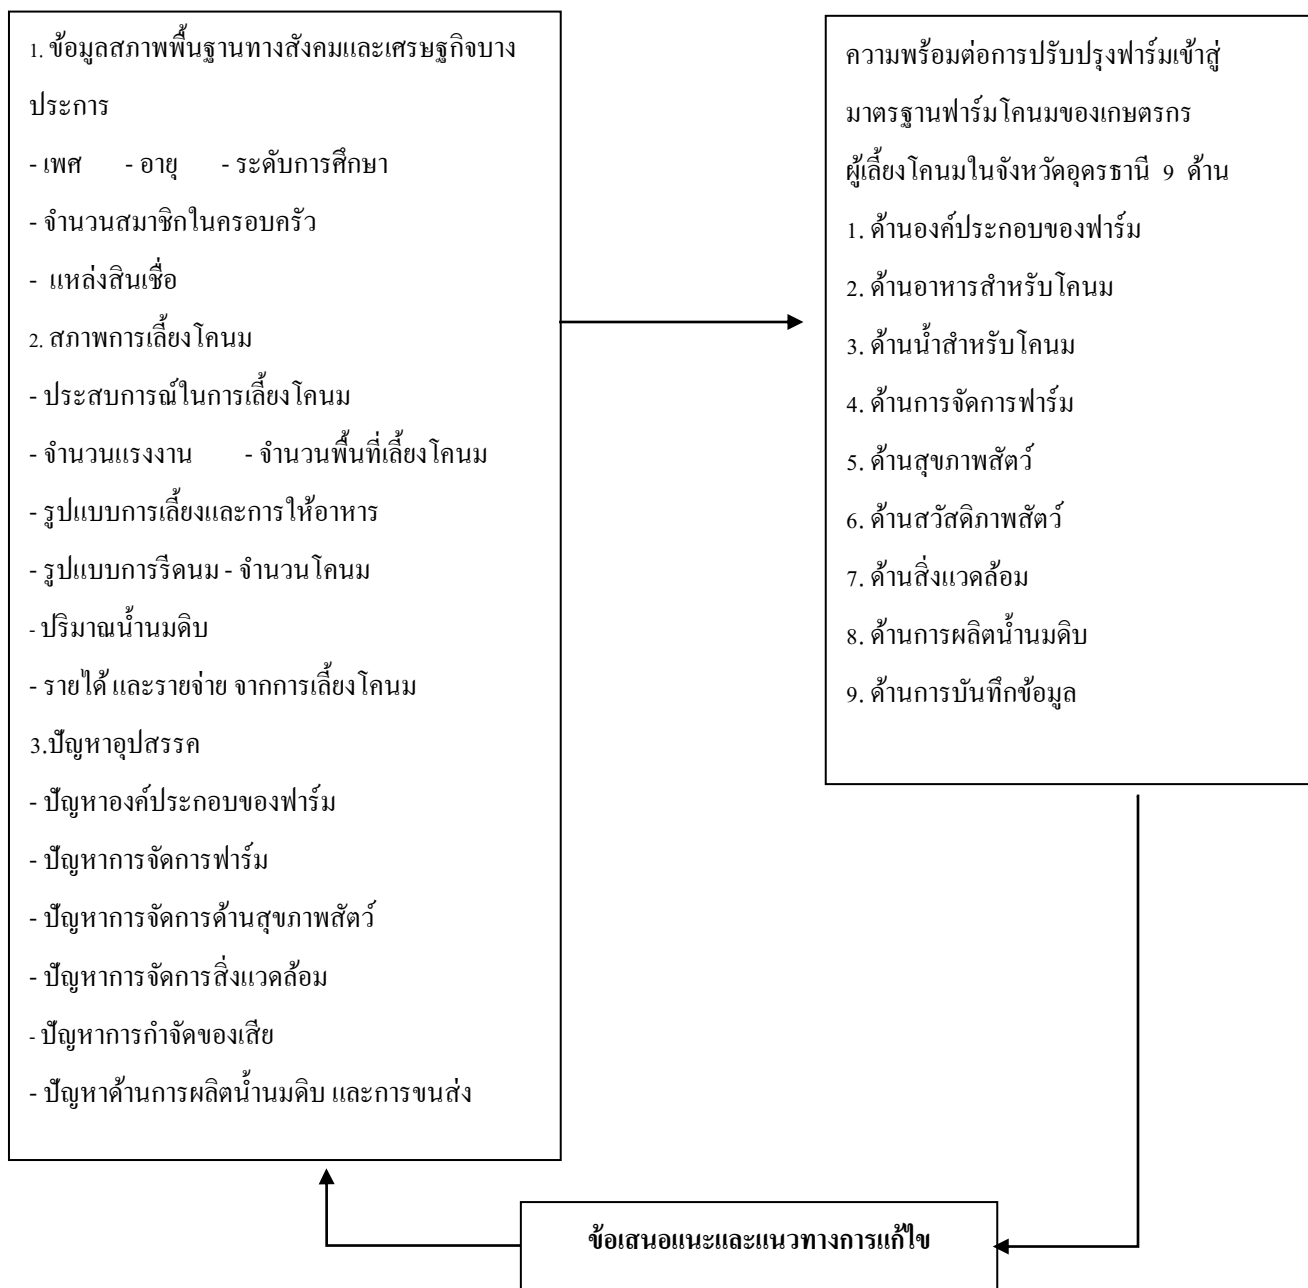 1. ข้อมูลสภาพพื้นฐานทางสังคมและเศรษฐกิจบาง
ประการ
- เพศ - อายุ - ระดับการศึกษา
- จำนวนสมาชิกในครอบครัว
- แหล่งสินเชื่อ
2. สภาพการเลี้ยงโคนม
- ประสบการณ์ในการเลี้ยงโคนม
- จำนวนแรงงาน - จำนวนพื้นที่เลี้ยงโคนม
- รูปแบบการเลี้ยงและการให้อาหาร
- รูปแบบการรีดนม - จำนวนโคนม
- ปริมาณน้ำนมดิบ
- รายได้ และรายจ่าย จากการเลี้ยงโคนม
3.ปัญหาอุปสรรค
- ปัญหาองค์ประกอบของฟาร์ม
- ปัญหาการจัดการฟาร์ม
- ปัญหาการจัดการด้านสุขภาพสัตว์
- ปัญหาการจัดการสิ่งแวดล้อม
- ปัญหาการกำจัดของเสีย
- ปัญหาด้านการผลิตน้ำนมดิบ และการขนส่ง
ความพร้อมต่อการปรับปรุงฟาร์มเข้าสู่
มาตรฐานฟาร์มโคนมของเกษตรกร
ผู้เลี้ยงโคนมในจังหวัดอุดรธานี 9 ด้าน
1. ด้านองค์ประกอบของฟาร์ม
2. ด้านอาหารสำหรับโคนม
3. ด้านน้ำสำหรับโคนม
4. ด้านการจัดการฟาร์ม
5. ด้านสุขภาพสัตว์
6. ด้านสวัสดิภาพสัตว์
7. ด้านสิ่งแวดล้อม
8. ด้านการผลิตน้ำนมดิบ
9. ด้านการบันทึกข้อมูล
ข้อเสนอแนะและแนวทางการแก้ไข